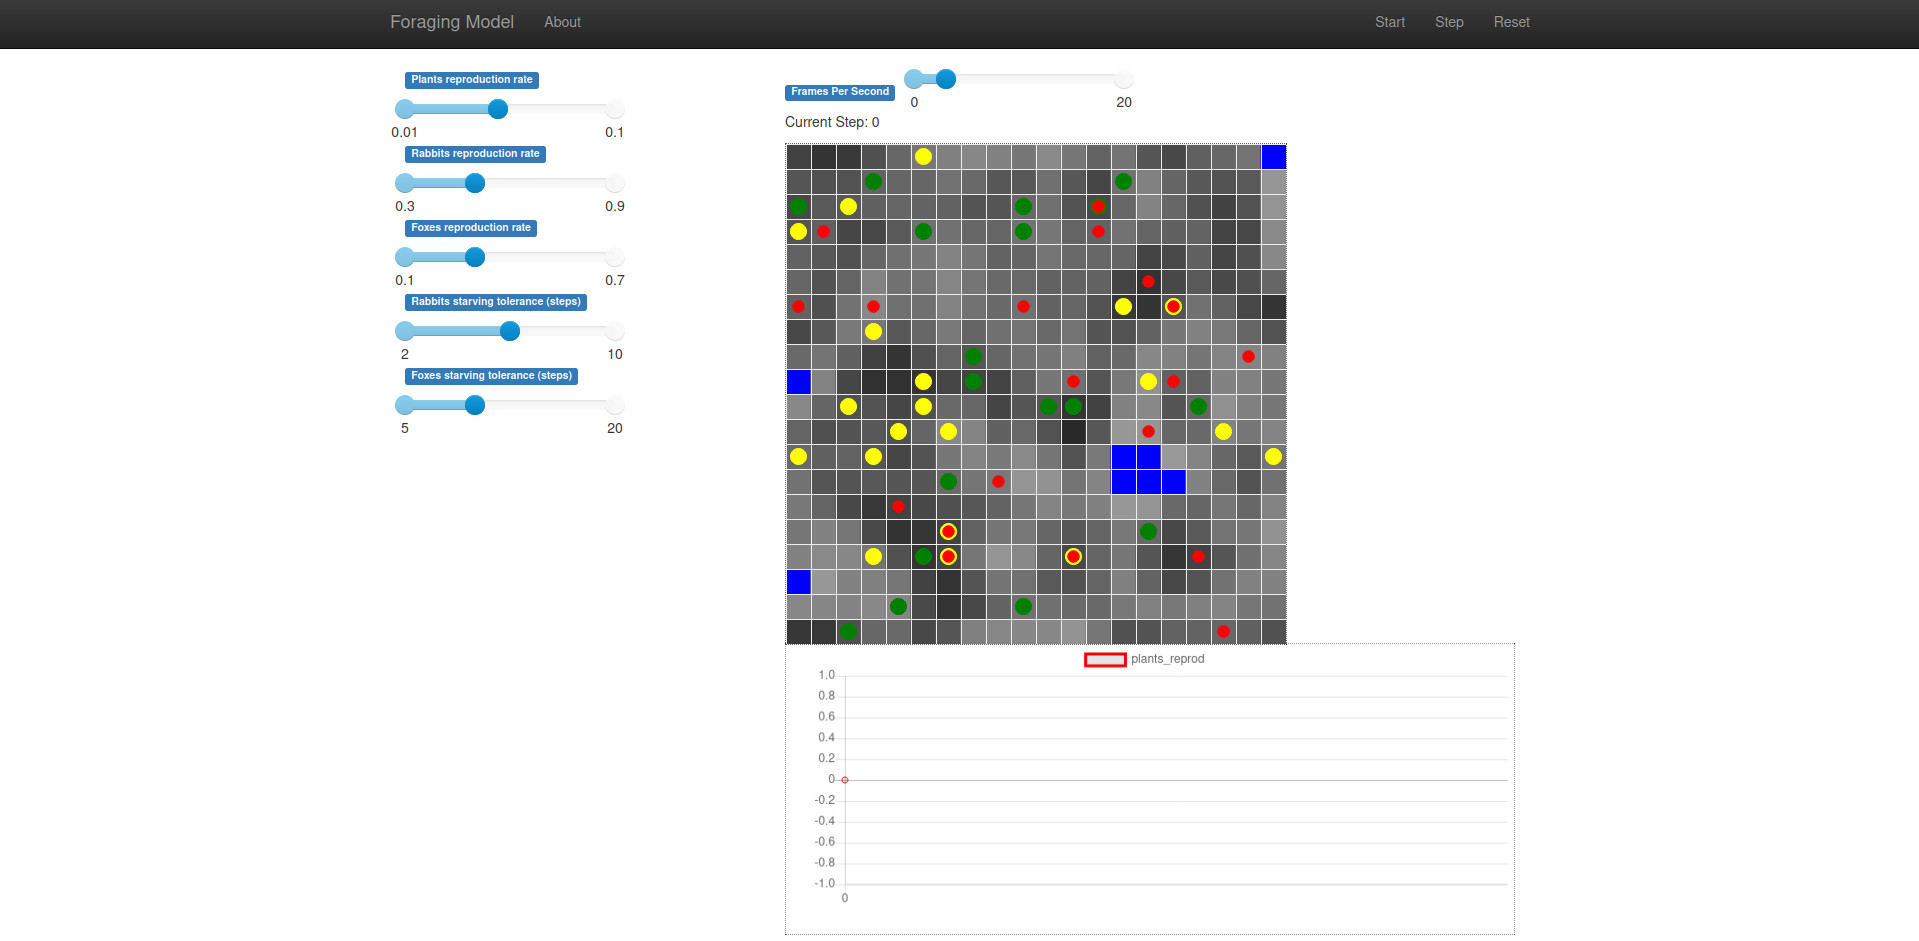 Foraging Model About Start Step Reset
Plants reproduction rate
0.01 0.1
Rabbits reproduction rate
0.3 0.9
Foxes reproduction rate
0.1 0.7
Rabbits starving tolerance (steps)
2 10
Foxes starving tolerance (steps)
5 20
Frames Per Second
0 20
Current Step: 0
plants_reprod
1.0
0.8
0.6
0.4
0.2
0
-0.2
-0.4
-0.6
-0.8
-1.0
0